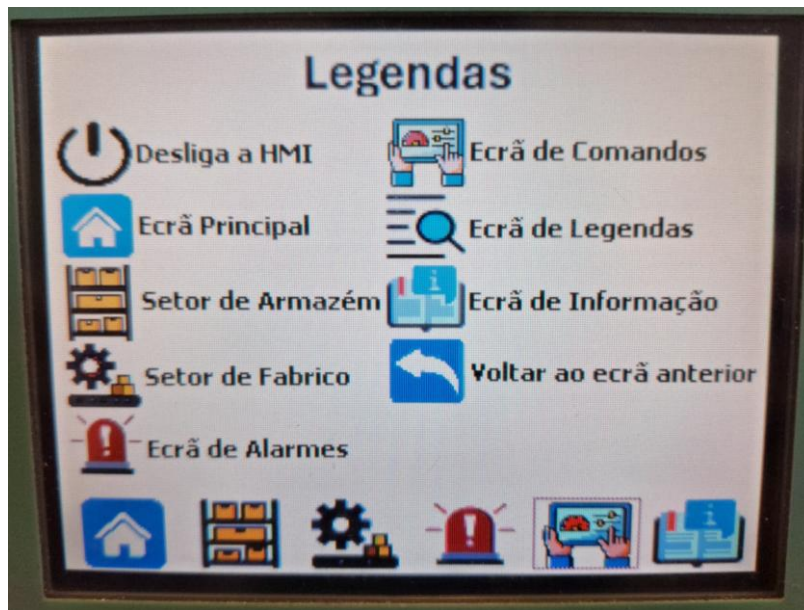 Legendas
Desliga a HMI
Ecrã Principal
Setor de Armazém
Setor de Fabrico
Ecrã de Alarmes
Ecrã de Comandos
Ecrã de Legendas
Ecrã de Informação
Voltar ao ecrã anterior